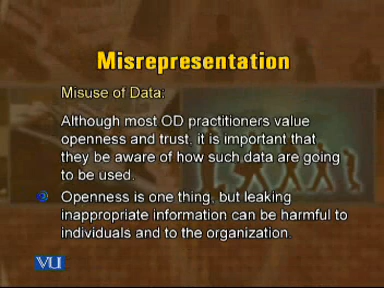 Misrepresentation
Misuse of Data:
Although most OD practitioners value
openness and trust, it is important that
they be aware of how such data are going
to be used.
Openness is one thing, but leaking
inappropriate information can be harmful to
individuals and to the organization.
VU